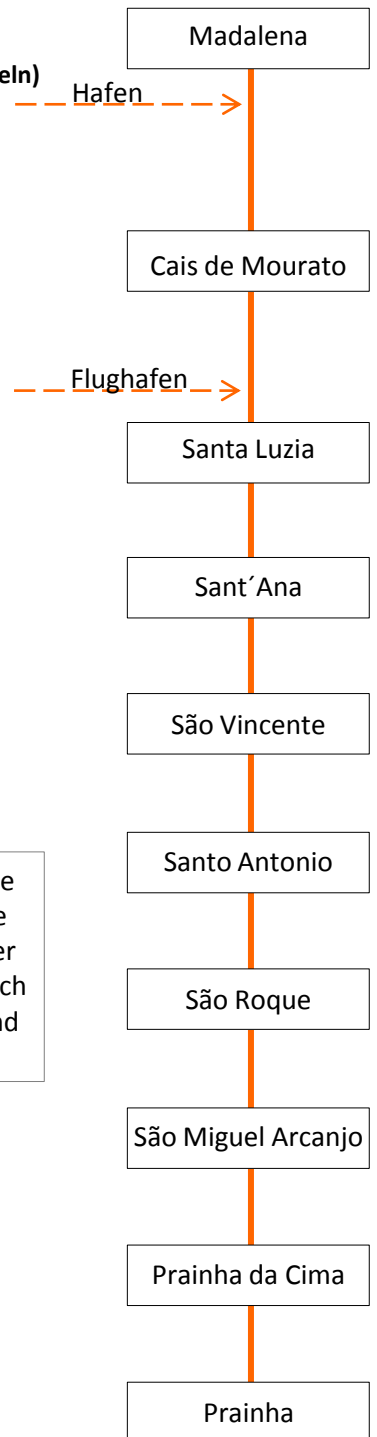 Madalena
eln)
Hafen
Cais de Mourato
Flughafen
Santa Luzia
Sant´Ana
São Vincente
Santo Antonio
e
e
er
ch
nd
São Roque
São Miguel Arcanjo
Prainha da Cima
Prainha